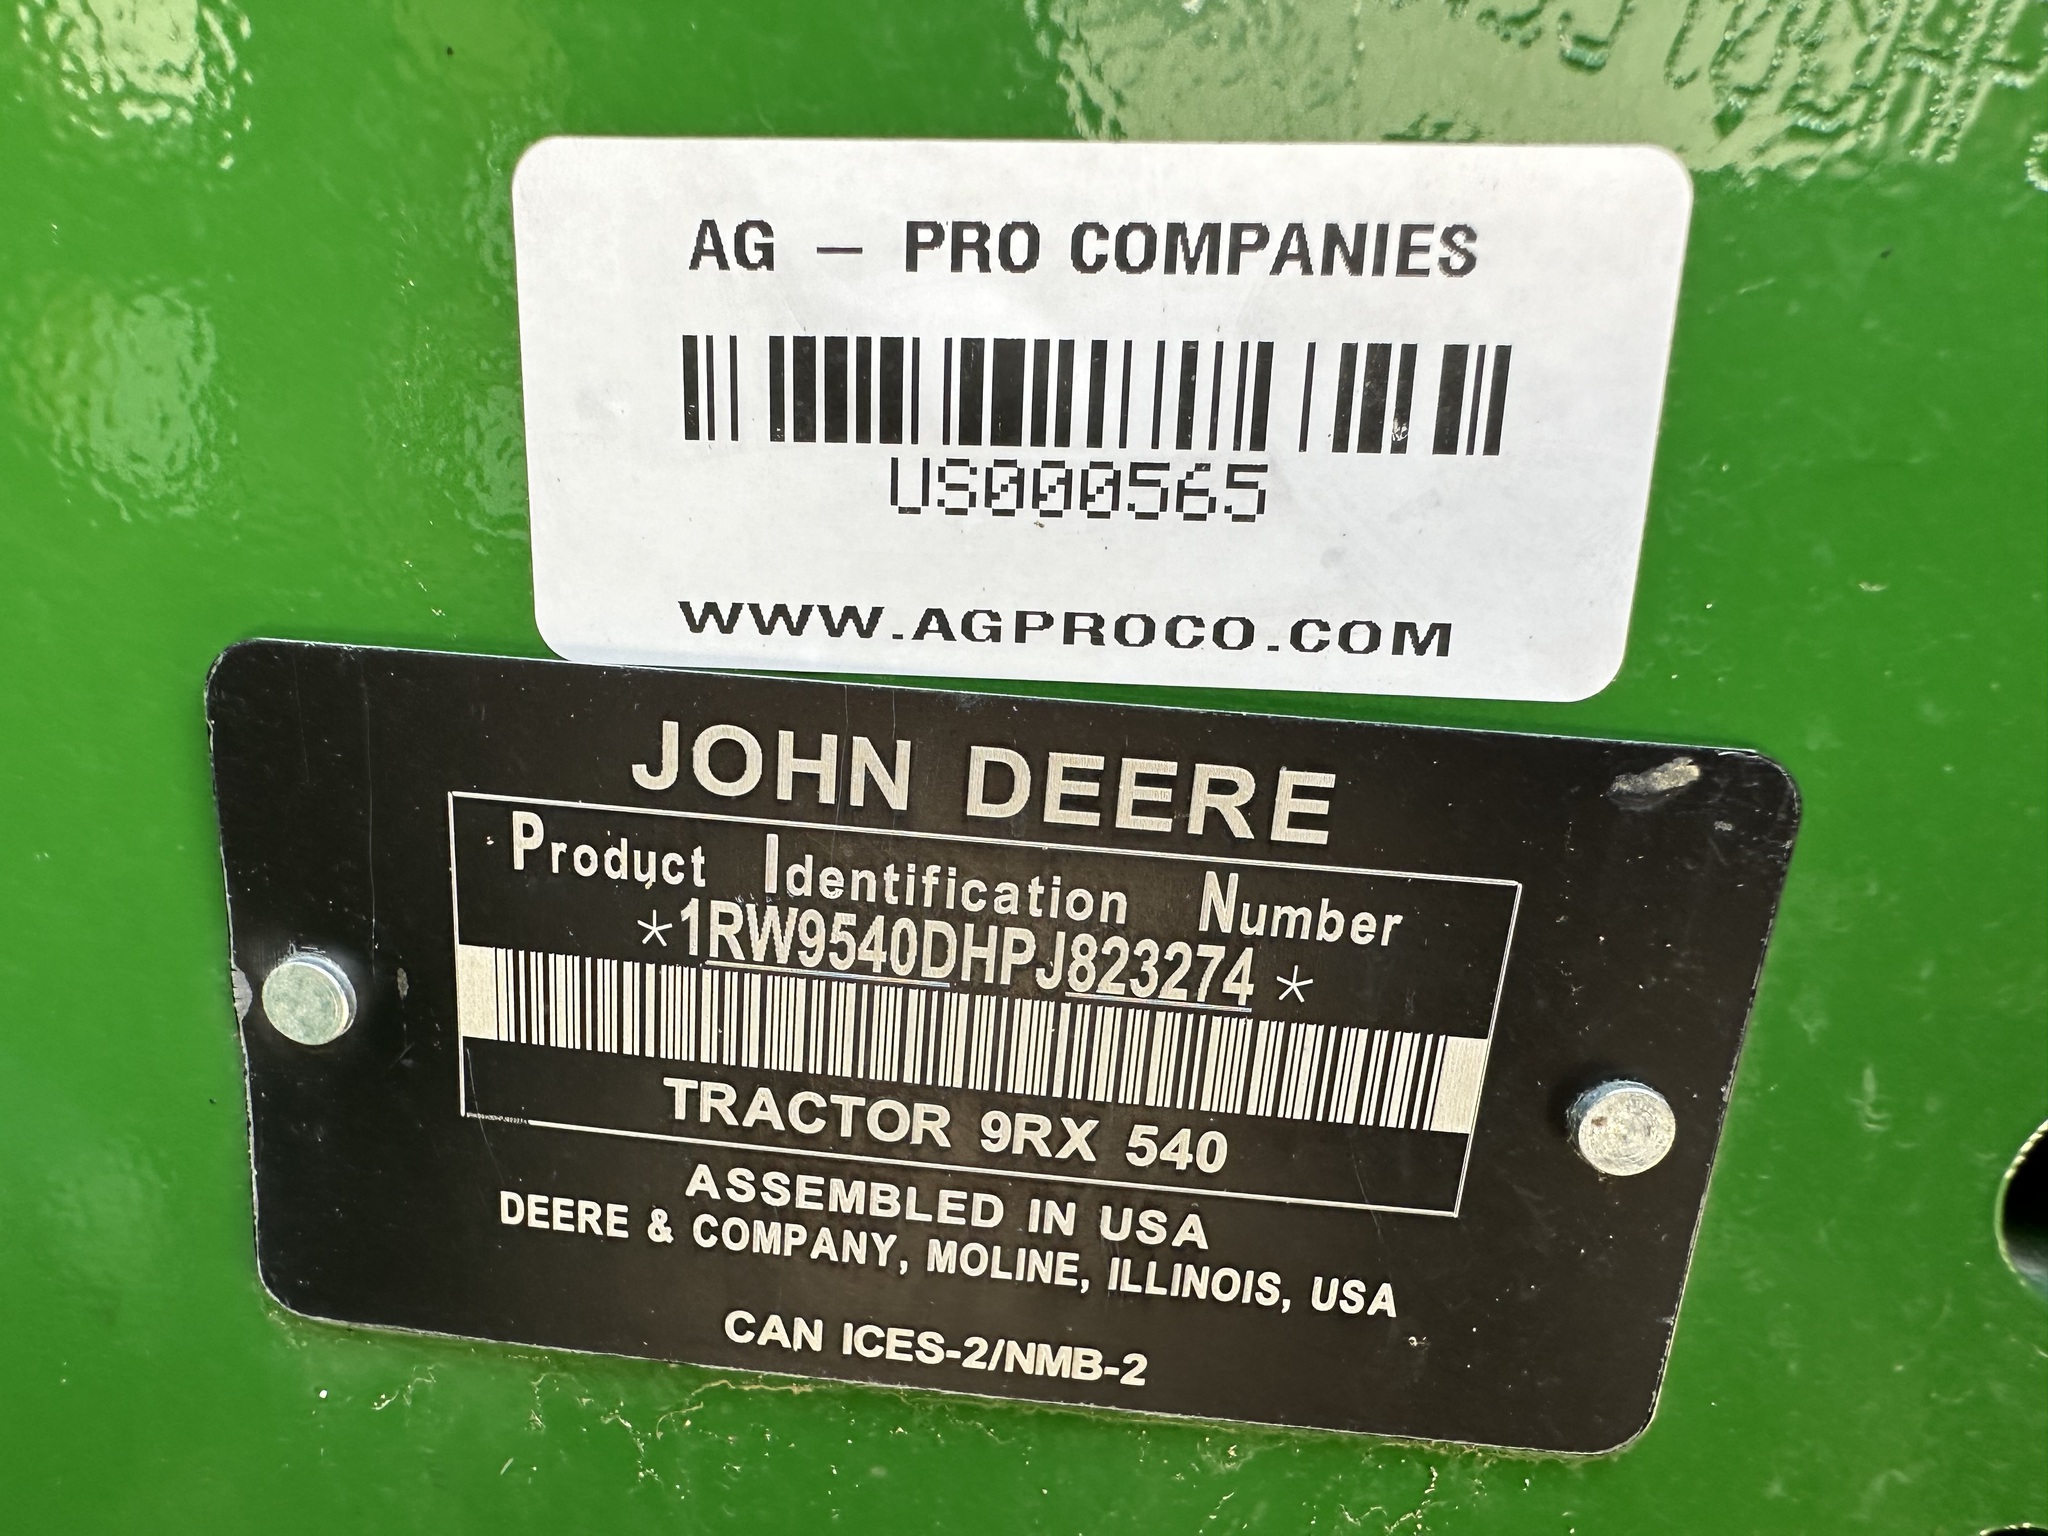 AG – PRO COMPANIES
US000565
WWW.AGPROCO.COM
JOHN DEERE
Product Identification Number
*1RW9540DHPJ823274*
TRACTOR 9RX 540
ASSEMBLED IN USA
DEERE & COMPANY, MOLINE, ILLINOIS, USA
CAN ICES-2/NMB-2